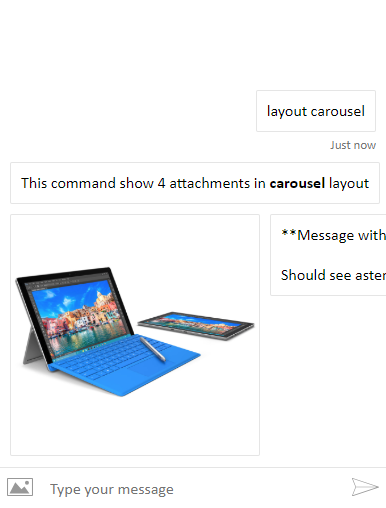 layout carousel
Just now
This command show 4 attachments in carousel layout
**Message with
Should see aster
Type your message